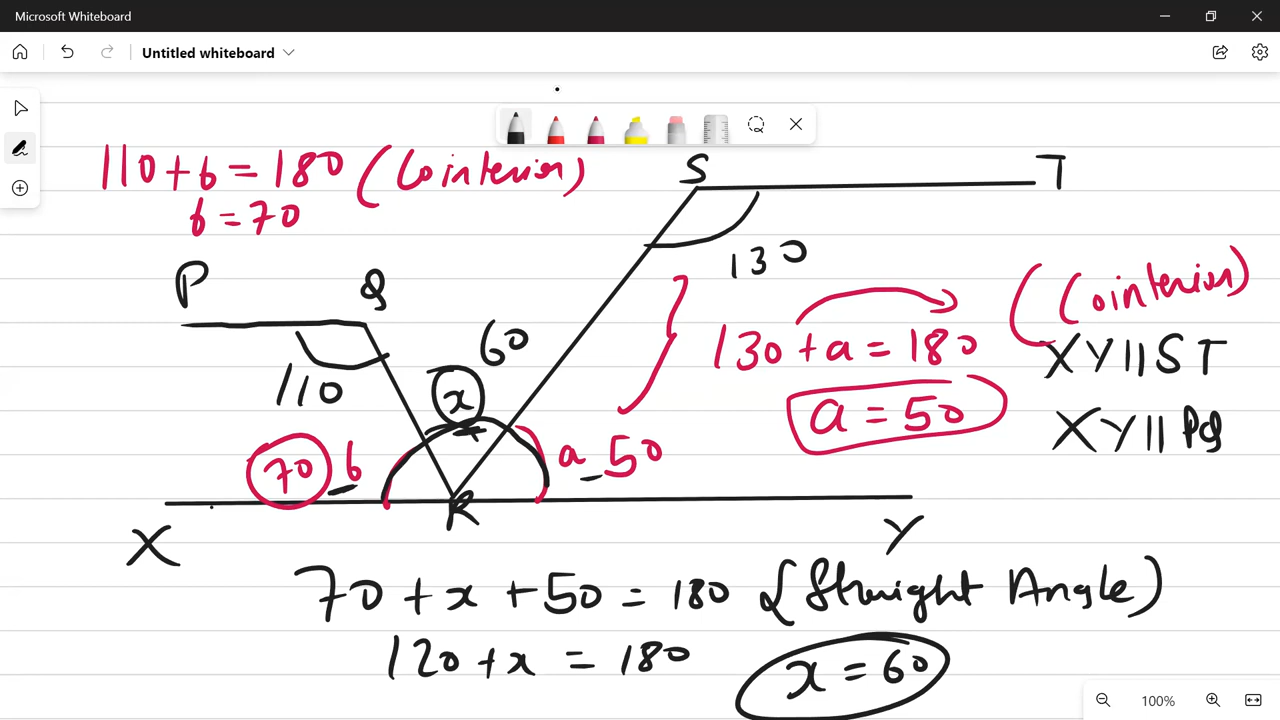 Microsoft Whiteboard
Untitled whiteboard
110 + b = 180 (Cointerior)
b = 70
S
T
130
P
Q
110
60
x
130 + a = 180
(Cointerior)
XY || ST
a = 50
XY || PQ
70 b
a 50
X
R
Y
70 + x + 50 = 180 (Straight Angle)
120 + x = 180
x = 60
100%